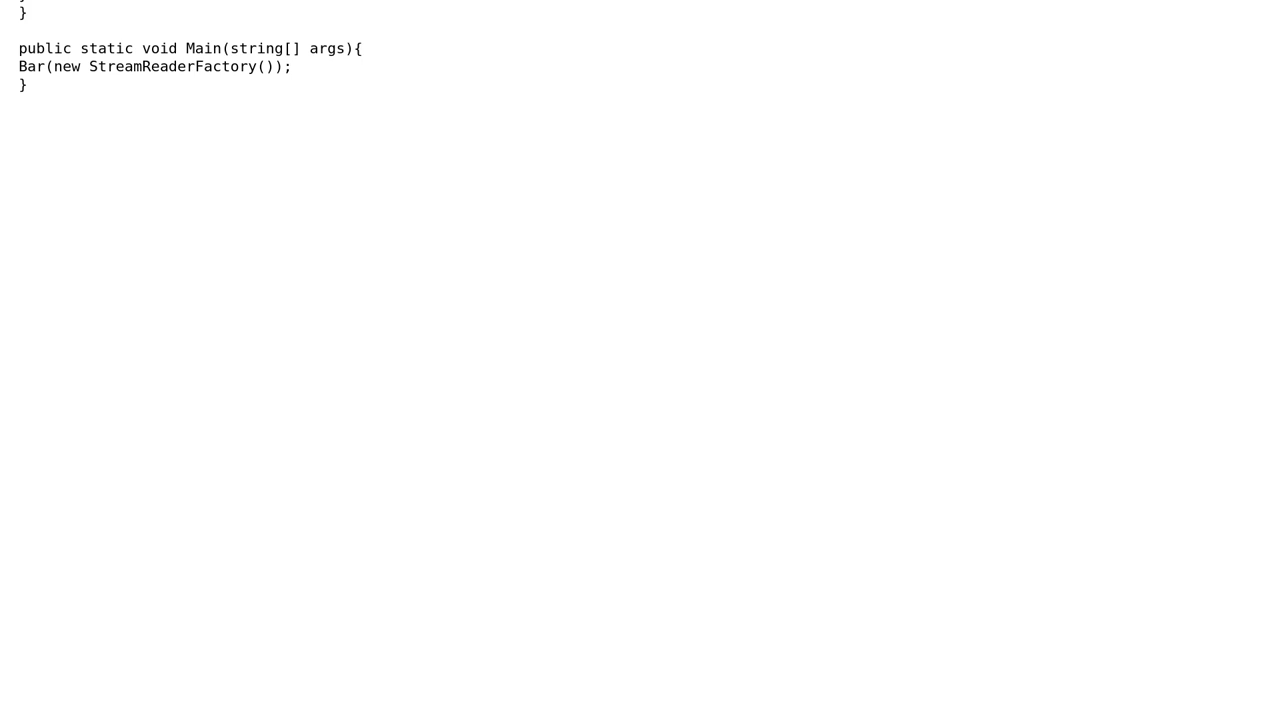 }

public static void Main(string[] args){
Bar(new StreamReaderFactory());
}